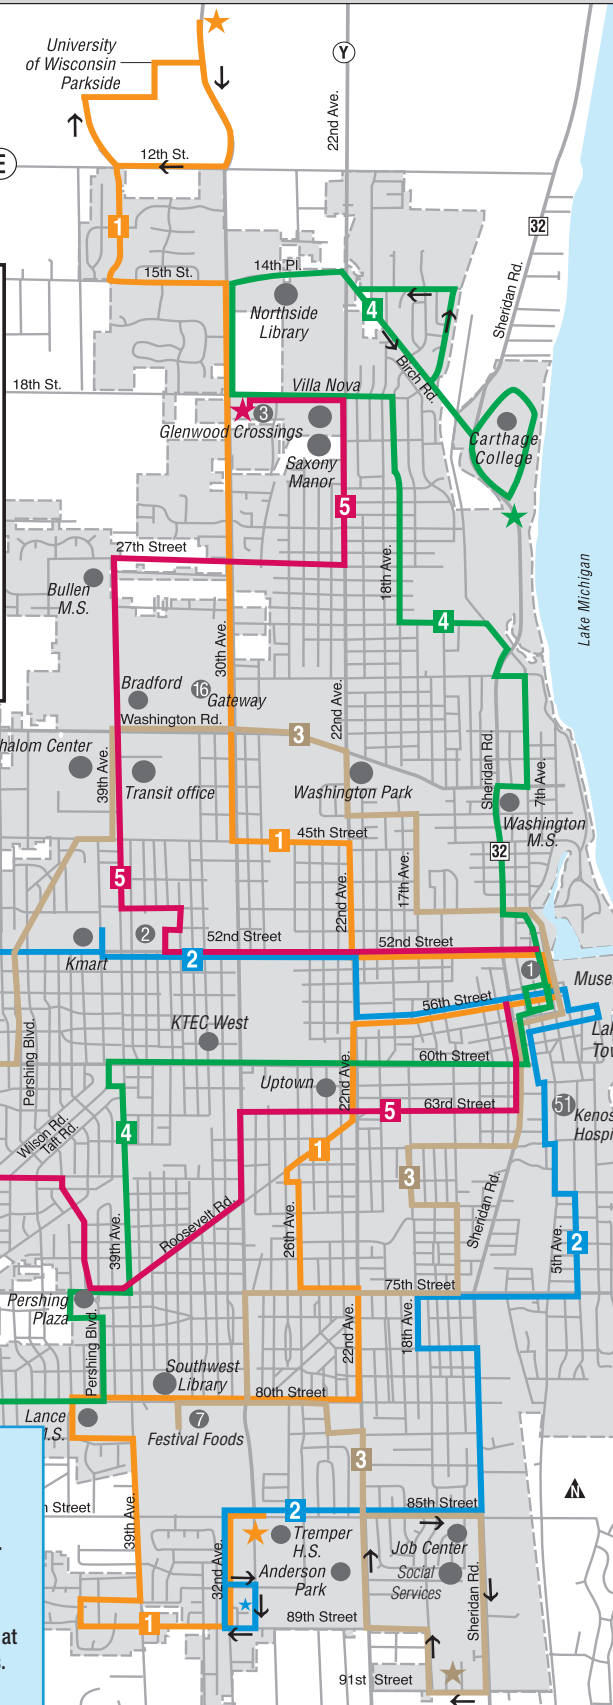 University
of Wisconsin
Parkside
Y
22nd Ave.
E
12th St.
32
1
15th St.
14th Pl.
Sheridan Rd.
Northside
Library
4
Birch Rd.
18th St.
Villa Nova
3
Glenwood Crossings
Carthage
College
Saxony
Manor
5
27th Street
18th Ave.
Lake Michigan
Bullen
M.S.
4
30th Ave.
Bradford
16
Gateway
Washington Rd.
22nd Ave.
3
halom Center
39th Ave.
Transit office
Washington Park
Sheridan Rd.
7th Ave.
Washington
M.S.
1
45th Street
32
5
22nd Ave.
17th Ave.
2
52nd Street
52nd Street
Kmart
2
1
Muse
56th Street
KTEC West
Lak
Tow
Pershing Blvd.
60th Street
Uptown
22nd Ave.
63rd Street
5
51
Kenos
Hospi
Wilson Rd.
Taft Rd.
4
1
3
39th Ave.
Roosevelt Rd.
26th Ave.
Sheridan Rd.
5th Ave.
2
75th Street
Pershing
Plaza
Pershing Blvd.
22nd Ave.
18th Ave.
Southwest
Library
80th Street
Lance
M.S.
7
Festival Foods
3
N
h Street
39th Ave.
2
85th Street
Tremper
H.S.
Job Center
32nd Ave.
Anderson
Park
Social
Services
Sheridan Rd.
1
89th Street
at
s.
91st Street